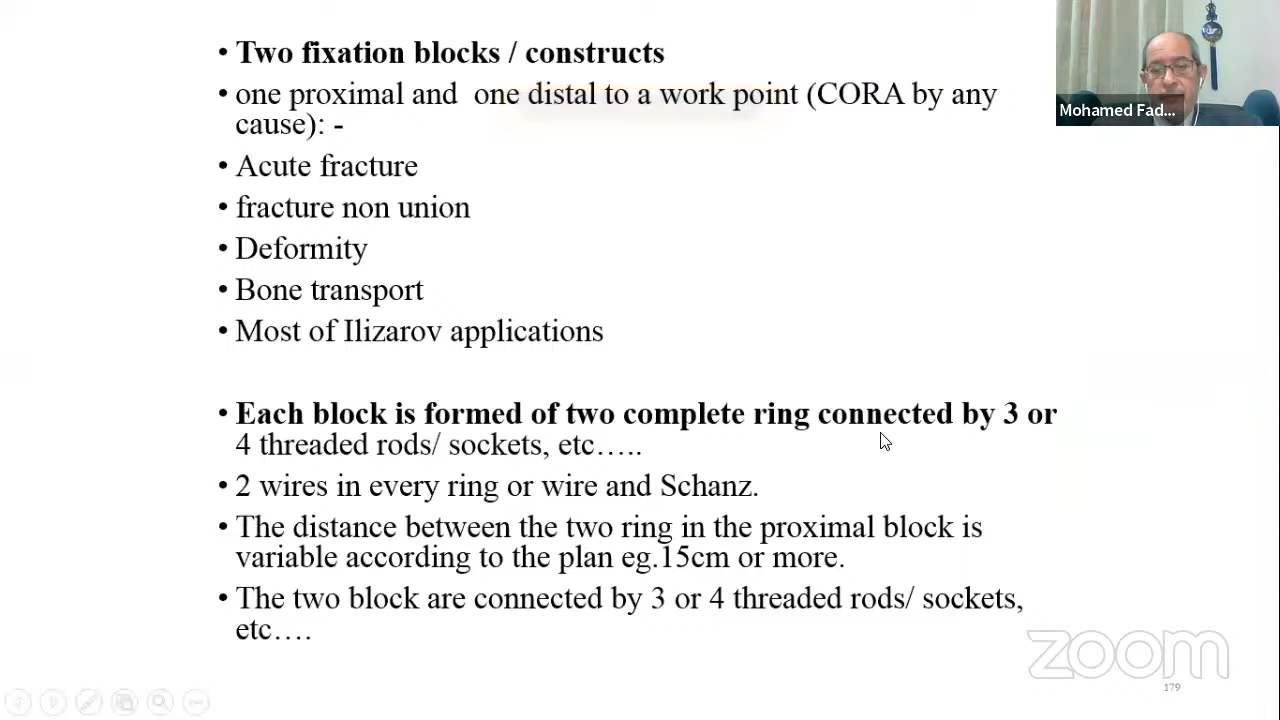 • Two fixation blocks / constructs
• one proximal and one distal to a work point (CORA by any
cause): -
• Acute fracture
• fracture non union
• Deformity
• Bone transport
• Most of Ilizarov applications
• Each block is formed of two complete ring connected by 3 or
4 threaded rods/ sockets, etc…..
• 2 wires in every ring or wire and Schanz.
• The distance between the two ring in the proximal block is
variable according to the plan eg.15cm or more.
• The two block are connected by 3 or 4 threaded rods/ sockets,
etc….
Mohamed Fad...
zoom
179